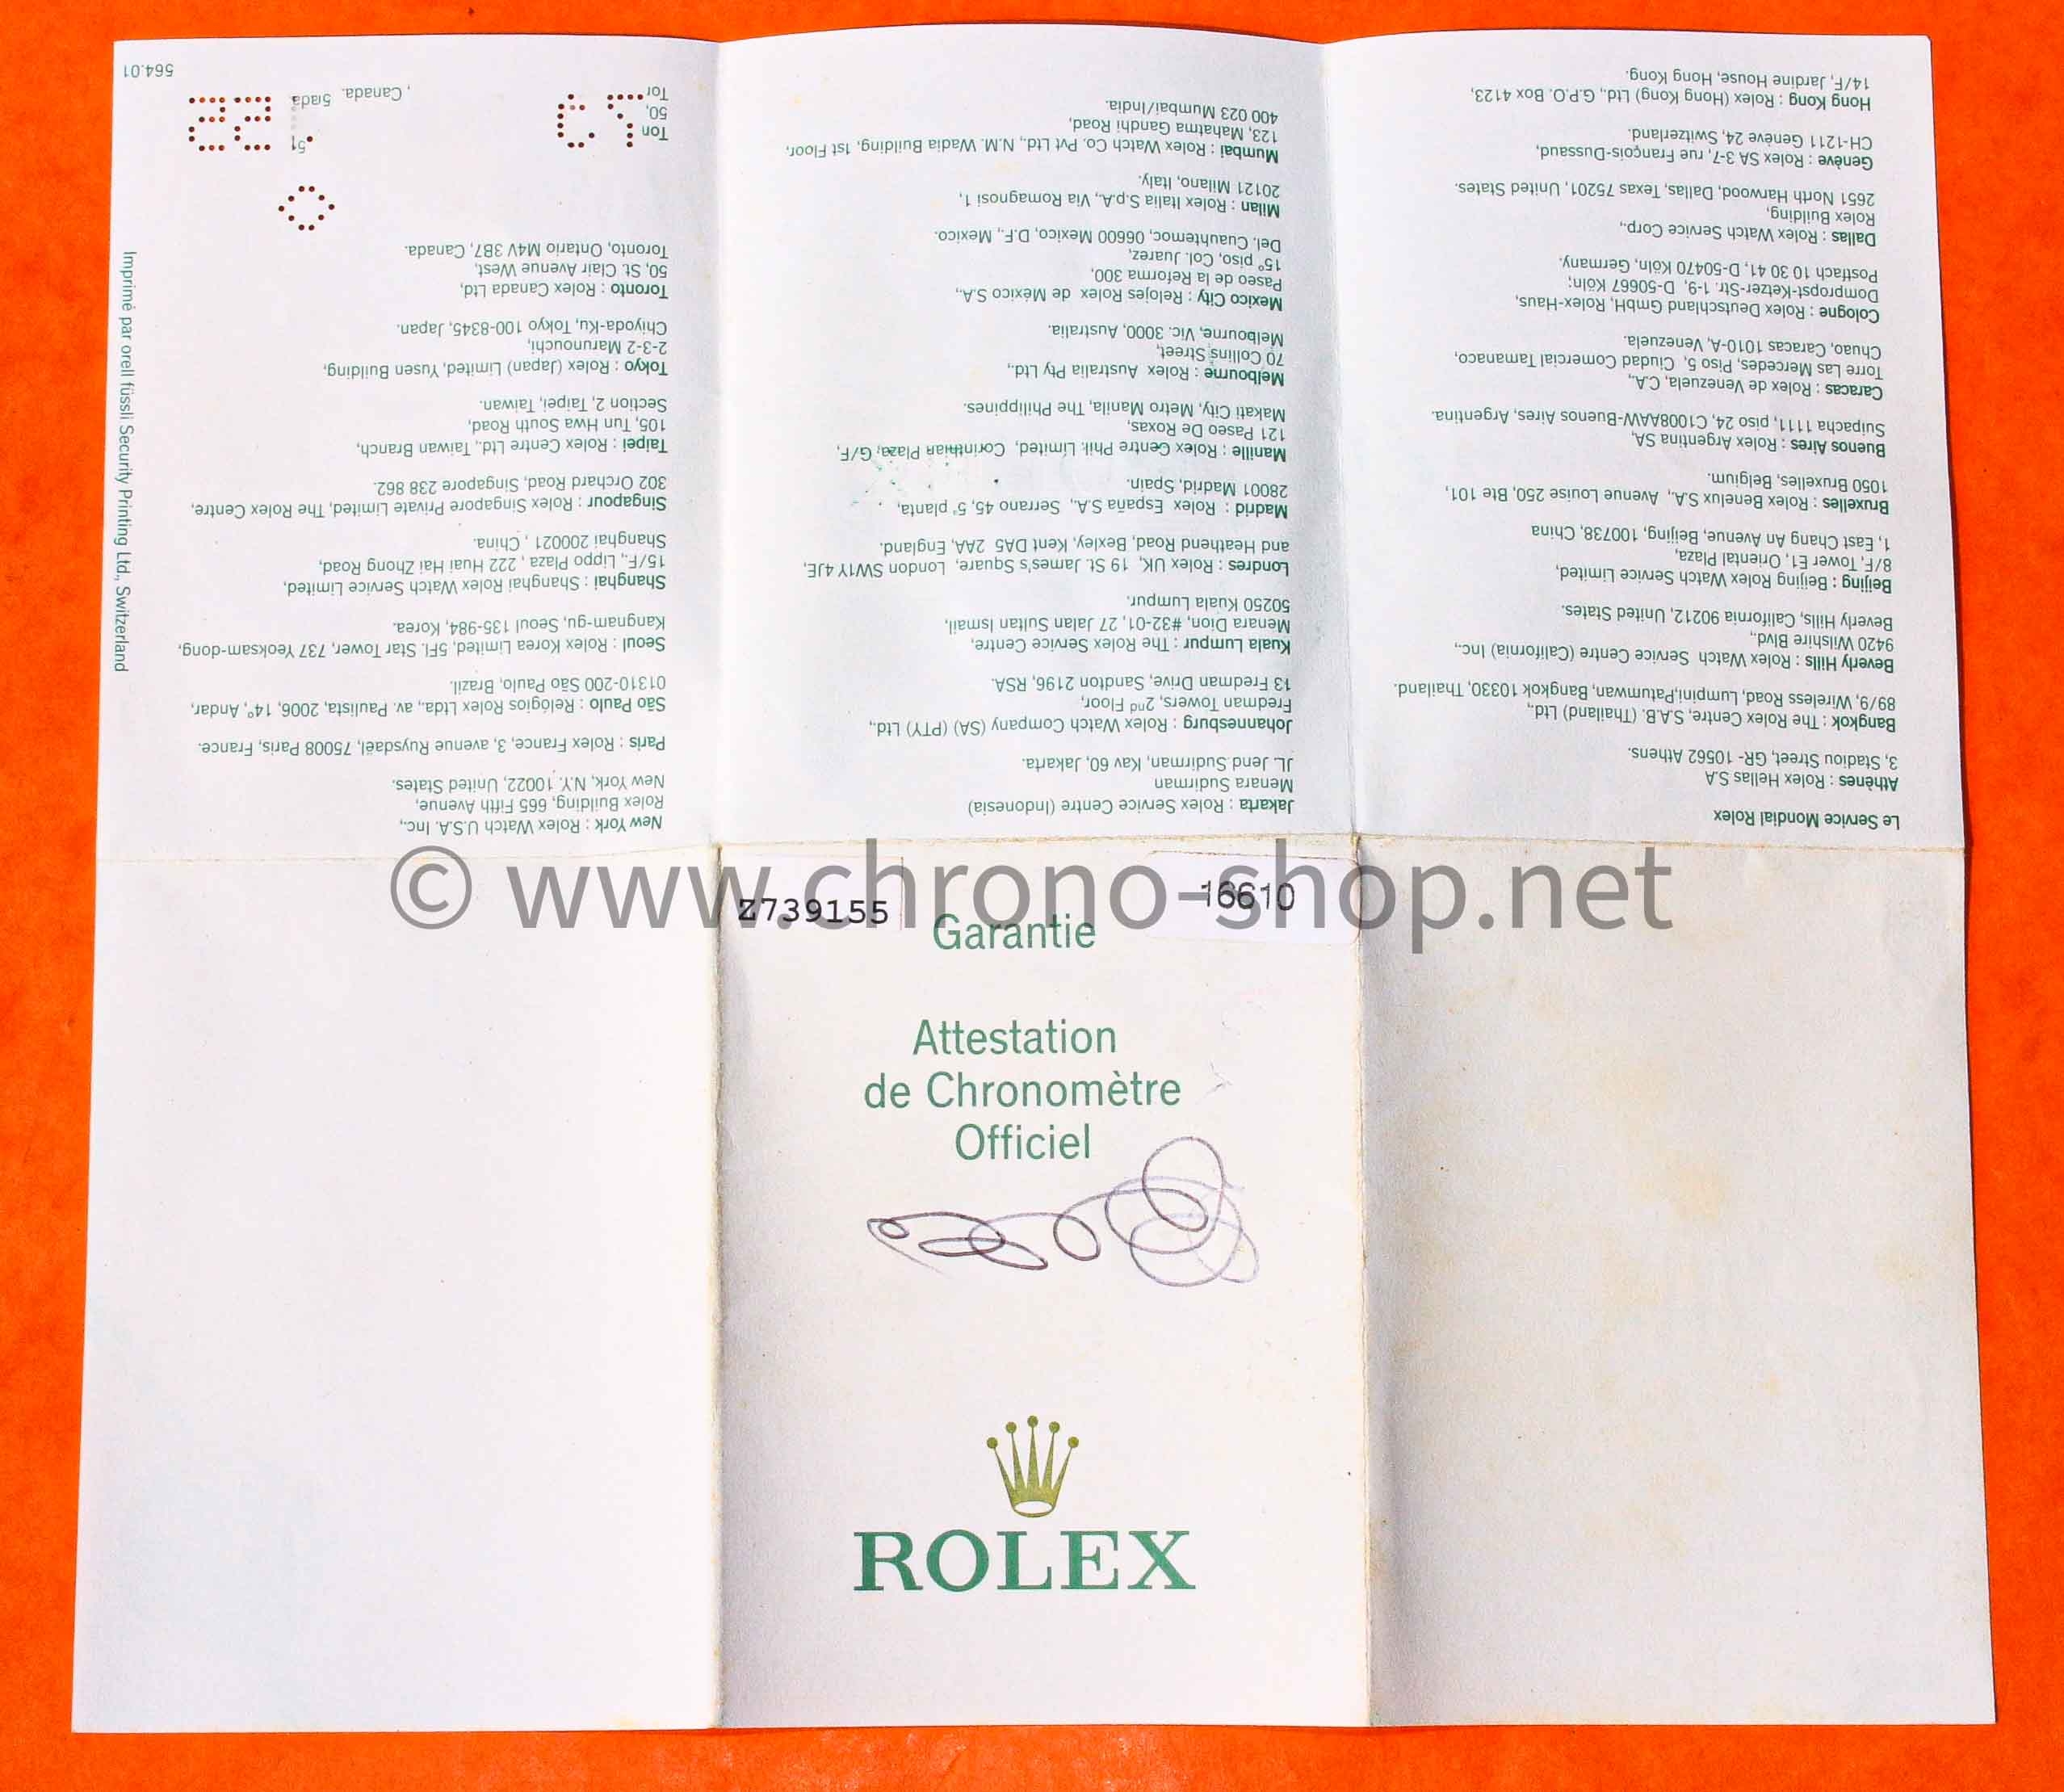 Le Service Mondial Rolex
Athènes : Rolex Hellas S.A
3, Stadiou Street, GR- 10562 Athens.
Bangkok : The Rolex Centre, S.A.B. (Thailand) Ltd.,
89/9, Wireless Road, Lumpini,Patumwan, Bangkok 10330, Thailand.
Beverly Hills : Rolex Watch Service Centre (California) Inc.,
9420 Wilshire Blvd.,
Beverly Hills, California 90212, United States.
Beijing : Beijing Rolex Watch Service Limited,
8/F, Tower E1, Oriental Plaza,
1, East Chang An Avenue, Beijing, 100738, China
Bruxelles : Rolex Benelux S.A., Avenue Louise 250, Bte 101,
1050 Bruxelles, Belgium.
Buenos Aires : Rolex Argentina SA,
Suipacha 1111, piso 24, C1008AAW-Buenos Aires, Argentina.
Caracas : Rolex de Venezuela, C.A.,
Torre Las Mercedes, Piso 5, Ciudad Comercial Tamanaco,
Chuao, Caracas 1010-A, Venezuela.
Cologne : Rolex Deutschland GmbH, Rolex-Haus,
Dompropst-Ketzer-Str. 1-9, D-50667 Köln;
Postfach 10 30 41, D-50470 Köln, Germany.
Dallas : Rolex Watch Service Corp.,
Rolex Building,
2651 North Harwood, Dallas, Texas 75201, United States.
Genève : Rolex SA 3-7, rue François-Dussaud,
CH-1211 Genève 24, Switzerland.
Hong Kong : Rolex (Hong Kong) Ltd., G.P.O. Box 4123,
14/F, Jardine House, Hong Kong.
Jakarta : Rolex Service Centre (Indonesia)
Menara Sudirman
JL. Jend Sudirman, Kav 60, Jakarta.
Johannesburg : Rolex Watch Company (SA) (PTY) Ltd.,
Fredman Towers, 2nd Floor,
13 Fredman Drive, Sandton 2196, RSA.
Kuala Lumpur : The Rolex Service Centre,
Menara Dion, #32-01, 27 Jalan Sultan Ismail,
50250 Kuala Lumpur.
Londres : Rolex UK, 19 St. James's Square, London SW1Y 4JE,
and Heathend Road, Bexley, Kent DA5 2AA, England.
Madrid : Rolex España S.A., Serrano 45, 5° planta,
28001 Madrid, Spain.
Manille : Rolex Centre Phil. Limited, Corinthian Plaza, G/F,
121 Paseo De Roxas,
Makati City, Metro Manila, The Philippines.
Melbourne : Rolex Australia Pty Ltd.,
70 Collins Street,
Melbourne, Vic. 3000, Australia.
Mexico City : Relojes Rolex de México S.A.,
Paseo de la Reforma 300,
15° piso, Col. Juarez,
Del. Cuauhtemoc, 06600 Mexico, D.F., Mexico.
Milan : Rolex Italia S.p.A., Via Romagnosi 1,
20121 Milano, Italy.
Mumbai : Rolex Watch Co. Pvt Ltd., N.M. Wadia Building, 1st Floor,
123, Mahatma Gandhi Road,
400 023 Mumbai/India.
New York : Rolex Watch U.S.A. Inc.,
Rolex Building, 665 Fifth Avenue,
New York, N.Y. 10022, United States.
Paris : Rolex France, 3, avenue Ruysdaël, 75008 Paris, France.
São Paulo : Relógios Rolex Ltda., av. Paulista, 2006, 14°, Andar,
01310-200 São Paulo, Brazil.
Seoul : Rolex Korea Limited, 5Fl. Star Tower, 737 Yeoksam-dong,
Kangnam-gu, Seoul 135-984, Korea.
Shanghai : Shanghai Rolex Watch Service Limited,
15/F., Lippo Plaza , 222 Huai Hai Zhong Road,
Shanghai 200021 , China.
Singapour : Rolex Singapore Private Limited, The Rolex Centre,
302 Orchard Road, Singapore 238 862.
Taipei : Rolex Centre Ltd., Taiwan Branch,
105, Tun Hwa South Road,
Section 2, Taipei, Taiwan.
Tokyo : Rolex (Japan) Limited, Yusen Building,
2-3-2 Marunouchi,
Chiyoda-Ku, Tokyo 100-8345, Japan.
Toronto : Rolex Canada Ltd,
50, St. Clair Avenue West,
Toronto, Ontario M4V 3B7, Canada.
Ton
50,
Tor
, Canada.
564.01
Imprimé par orell füssli Security Printing Ltd., Switzerland
© www.chrono-shop.net
Z739155
16610
Garantie
Attestation
de Chronomètre
Officiel
ROLEX